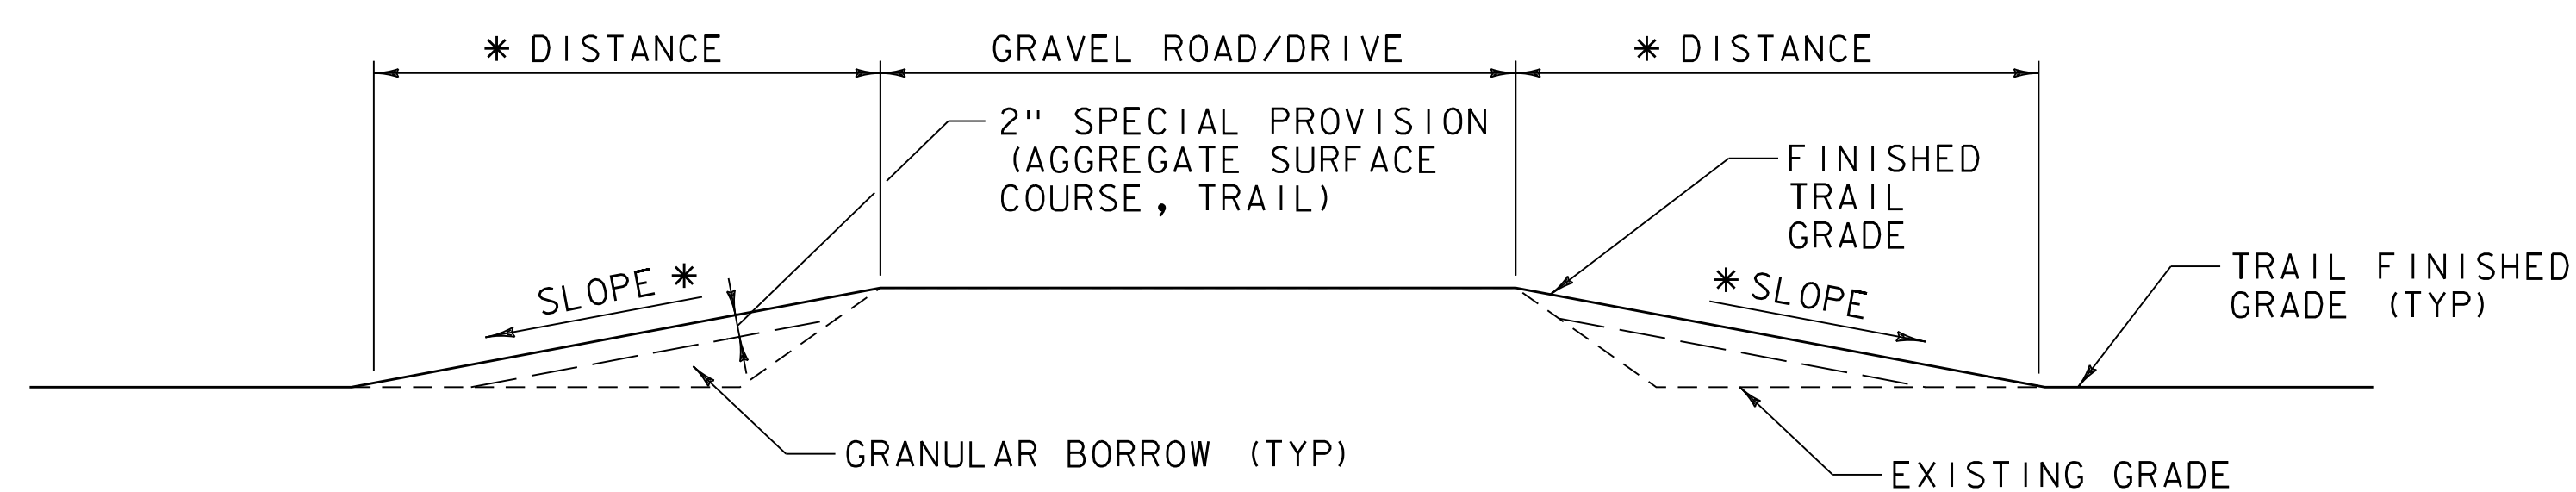 * DISTANCE
GRAVEL ROAD/DRIVE
* DISTANCE
2" SPECIAL PROVISION
(AGGREGATE SURFACE
COURSE, TRAIL)
FINISHED
TRAIL
GRADE
SLOPE *
* SLOPE
TRAIL FINISHED
GRADE (TYP)
GRANULAR BORROW (TYP)
EXISTING GRADE